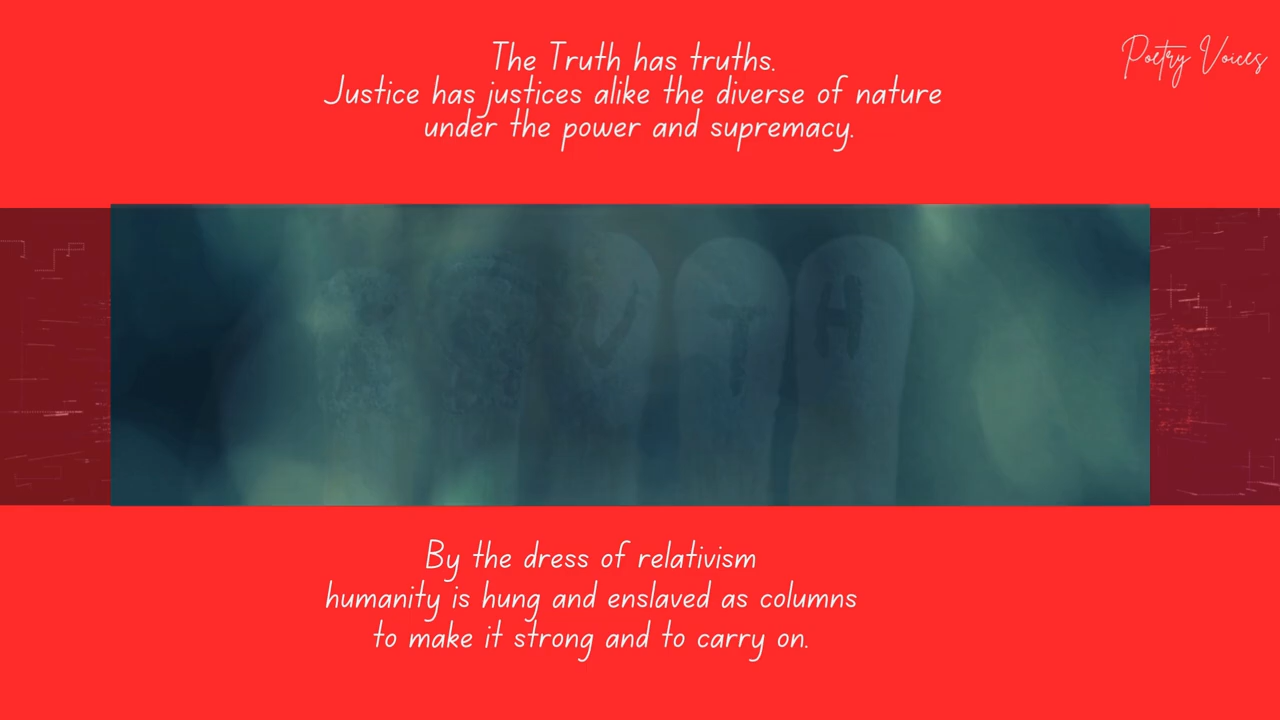 The Truth has truths.
Justice has justices alike the diverse of nature
under the power and supremacy.
Poetry Voices
U T H
By the dress of relativism
humanity is hung and enslaved as columns
to make it strong and to carry on.